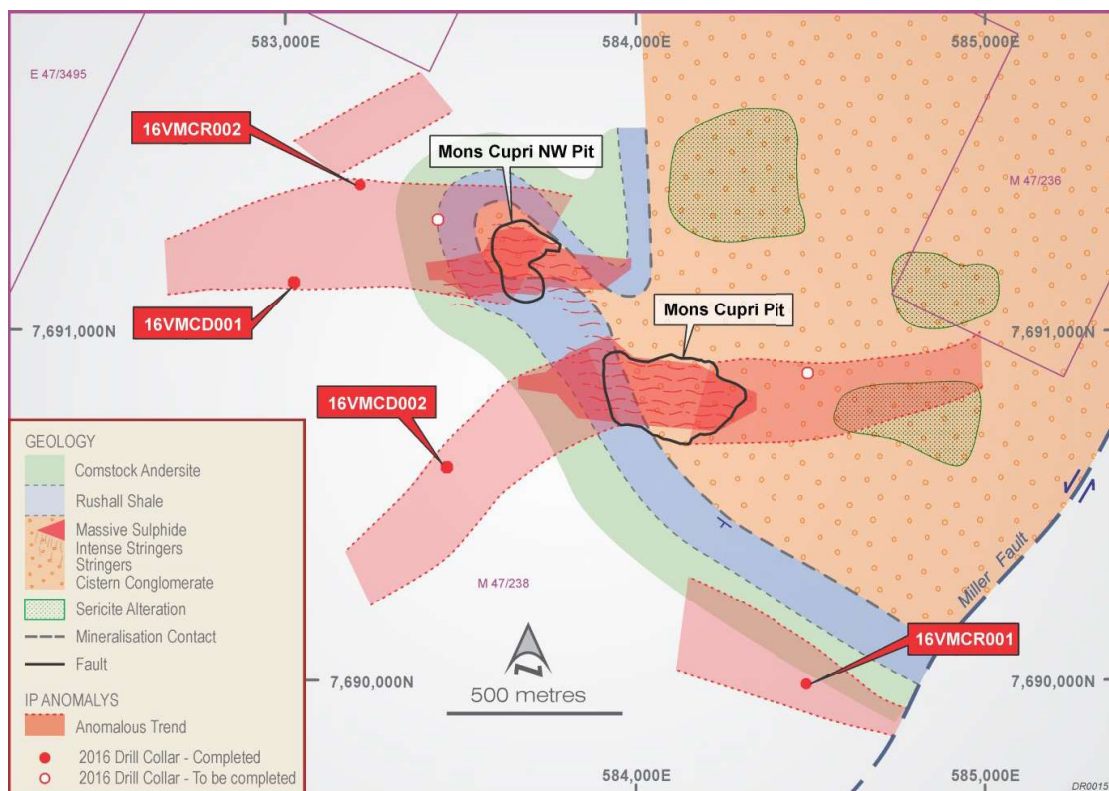 583,000E
584,000E
585,000E
E 47/3495
16VMCR002
Mons Cupri NW Pit
M 47/236
16VMCD001
7,691,000N
Mons Cupri Pit
7,691,000N
16VMCD002
GEOLOGY
Comstock Andersite
Rushall Shale
Massive Sulphide
Intense Stringers
Stringers
Cistern Conglomerate
Sericite Alteration
Mineralisation Contact
Fault
IP ANOMALYS
Anomalous Trend
2016 Drill Collar - Completed
2016 Drill Collar - To be completed
M 47/238
Miller Fault
16VMCR001
7,690,000N
7,690,000N
N
500 metres
584,000E
585,000E
DR0015